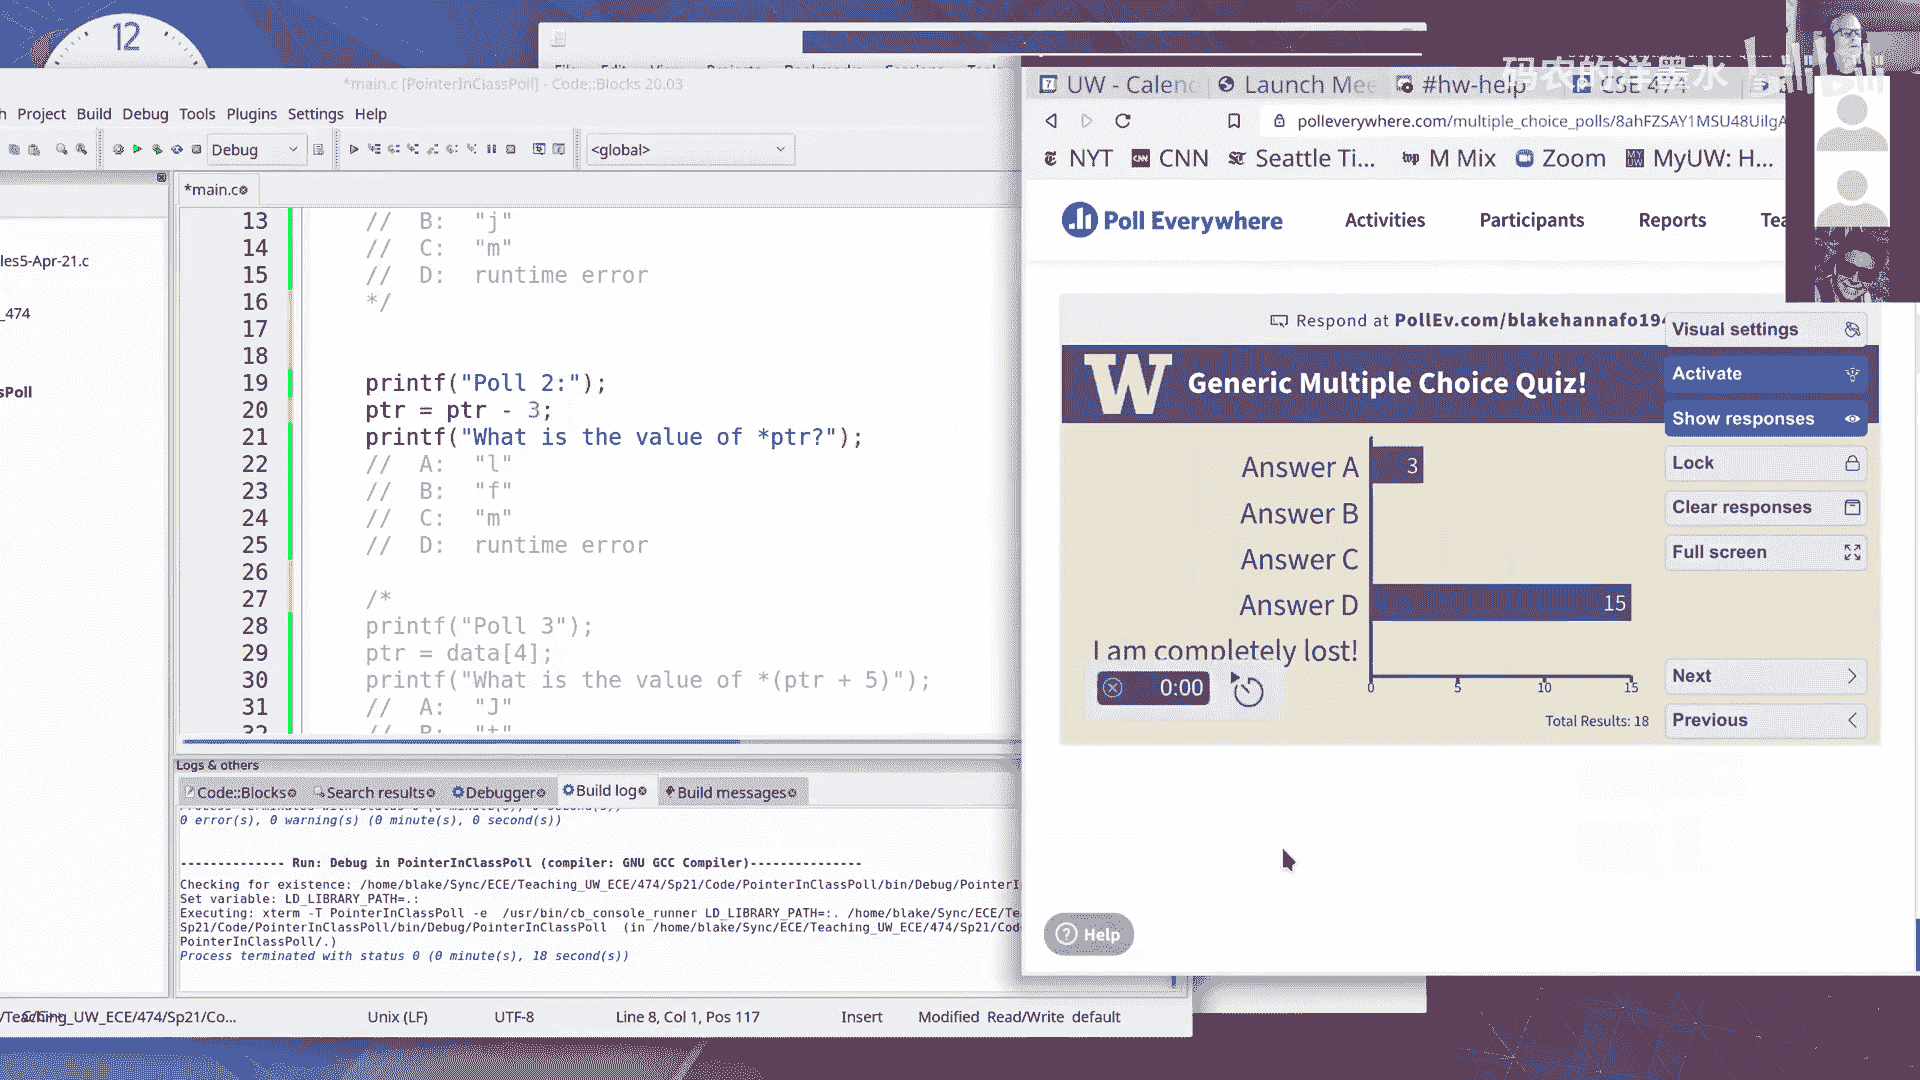 12
*main.c [PointerInClassPoll] - Code::Blocks 20.03
h Project Build Debug Tools Plugins Settings Help
Debug
<global>
*main.c
les5-Apr-21.c
_474
sPoll
13 // B: "j"
14 // C: "m"
15 // D: runtime error
16 */
17
18
19 printf("Poll 2:");
20 ptr = ptr - 3;
21 printf("What is the value of *ptr?");
22 // A: "l"
23 // B: "f"
24 // C: "m"
25 // D: runtime error
26
27 /*
28 printf("Poll 3");
29 ptr = data[4];
30 printf("What is the value of *(ptr + 5)");
31 // A: "J"
Logs & others
Code::Blocks Search results Debugger Build log Build messages
0 error(s), 0 warning(s) (0 minute(s), 0 second(s))
-------------- Run: Debug in PointerInClassPoll (compiler: GNU GCC Compiler)---------------
Checking for existence: /home/blake/Sync/ECE/Teaching_UW_ECE/474/Sp21/Code/PointerInClassPoll/bin/Debug/PointerI
Set variable: LD_LIBRARY_PATH=.:
Executing: xterm -T PointerInClassPoll -e /usr/bin/cb_console_runner LD_LIBRARY_PATH=:. /home/blake/Sync/ECE/Te
Sp21/Code/PointerInClassPoll/bin/Debug/PointerInClassPoll (in /home/blake/Sync/ECE/Teaching_UW_ECE/474/Sp21/Cod
PointerInClassPoll/.)
Process terminated with status 0 (0 minute(s), 18 second(s))
Unix (LF) UTF-8 Line 8, Col 1, Pos 117 Insert Modified Read/Write default
码农的洋墨水 bilibili
UW - Calenc Launch Mee #hw-help CSE 474
polleverywhere.com/multiple_choice_polls/8ahFZSAY1MSU48UilgA
NYT CNN Seattle Ti... M Mix Zoom MyUW: H...
Poll Everywhere
Activities Participants Reports Tea
Respond at PollEv.com/blakehannafo194
W Generic Multiple Choice Quiz!
Answer A 3
Answer B
Answer C
Answer D 15
I am completely lost!
0:00
0 5 10 15
Total Results: 18
Visual settings
Activate
Show responses
Lock
Clear responses
Full screen
Next
Previous
Help